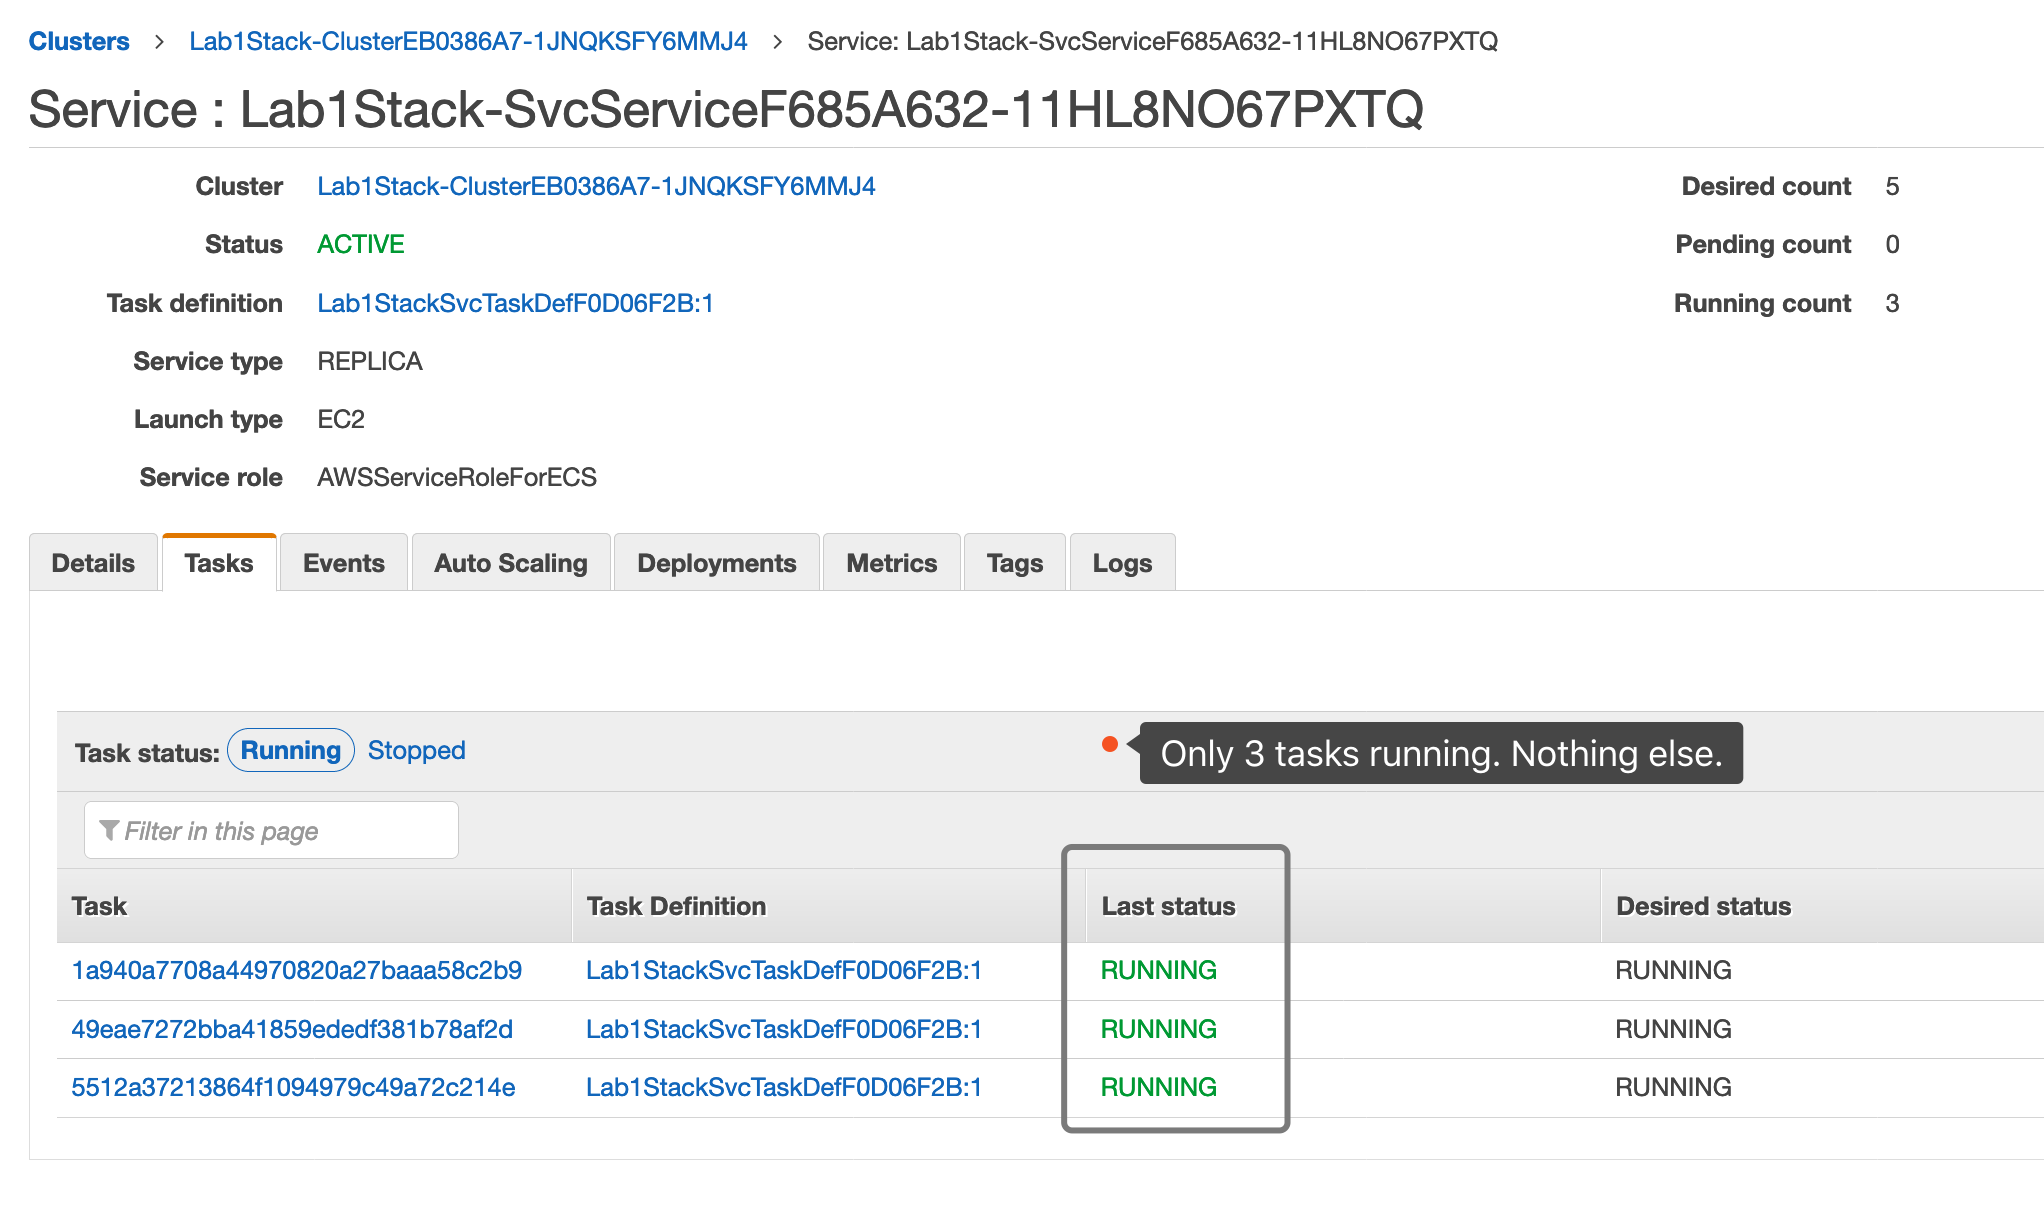 Clusters > Lab1Stack-ClusterEB0386A7-1JNQKSFY6MMJ4 > Service: Lab1Stack-SvcServiceF685A632-11HL8NO67PXTQ
Service : Lab1Stack-SvcServiceF685A632-11HL8NO67PXTQ
Cluster Lab1Stack-ClusterEB0386A7-1JNQKSFY6MMJ4 Desired count 5
Status ACTIVE Pending count 0
Task definition Lab1StackSvcTaskDefF0D06F2B:1 Running count 3
Service type REPLICA
Launch type EC2
Service role AWSServiceRoleForECS
Details Tasks Events Auto Scaling Deployments Metrics Tags Logs
Task status: Running Stopped Only 3 tasks running. Nothing else.
Filter in this page
Task Task Definition Last status Desired status
1a940a7708a44970820a27baaa58c2b9 Lab1StackSvcTaskDefF0D06F2B:1 RUNNING RUNNING
49eae7272bba41859ededf381b78af2d Lab1StackSvcTaskDefF0D06F2B:1 RUNNING RUNNING
5512a37213864f1094979c49a72c214e Lab1StackSvcTaskDefF0D06F2B:1 RUNNING RUNNING